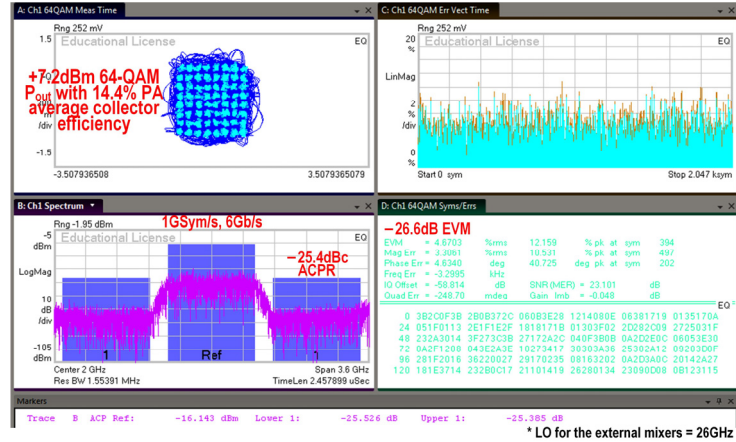 A: Ch1 64QAM Meas Time
Rng 252 mV
1.5
Educational License
EQ
+7.2dBm 64-QAM
Pout with 14.4% PA
average collector
efficiency
/div
-1.5
-3.507936508
3.5079365079
C: Ch1 64QAM Err Vect Time
Rng 252 mV
20
%
Educational License
EQ
LinMag
2
%
/div
0
%
Start 0 sym
Stop 2.047 ksym
B: Ch1 Spectrum
Rng -1.95 dBm
1GSym/s, 6Gb/s
-5
dBm
Educational License
EQ
−25.4dBc
ACPR
LogMag
10
dB
/div
-105
dBm
1
Ref
1
Center 2 GHz
Span 3.6 GHz
Res BW 1.55391 MHz
TimeLen 2.457899 uSec
D: Ch1 64QAM Syms/Errs
−26.6dB EVM
EVM = 4.6703 %rms 12.159 % pk at sym 394
Mag Err = 3.3061 %rms 10.531 % pk at sym 497
Phase Err = 4.6340 deg 40.725 deg pk at sym 202
Freq Err = -3.2995 kHz
IQ Offset = -58.814 dB SNR(MER) = 23.101 dB
Quad Err = -248.70 mdeg Gain Imb = -0.048 dB
EQ
0 3B2C0F3B 2B0B372C 060B3E28 1214080E 06381719 0135170A
24 051F0113 2E1F1E2F 1818171B 01303F02 2D282C09 2725031F
48 232A3014 3F273C3B 27172A2C 040F3B0B 0A2D2E0C 06053E30
72 0A2F1200 043E2A3E 10273417 30303A36 25302A12 09203D0F
96 281F2016 36220027 29170235 08163202 0A2D3A0C 20142A27
120 181E3714 232B0C17 21101419 26280134 23090D08 0B123115
Markers
Trace B ACP Ref: -16.143 dBm Lower 1: -25.526 dB Upper 1: -25.385 dB
* LO for the external mixers = 26GHz